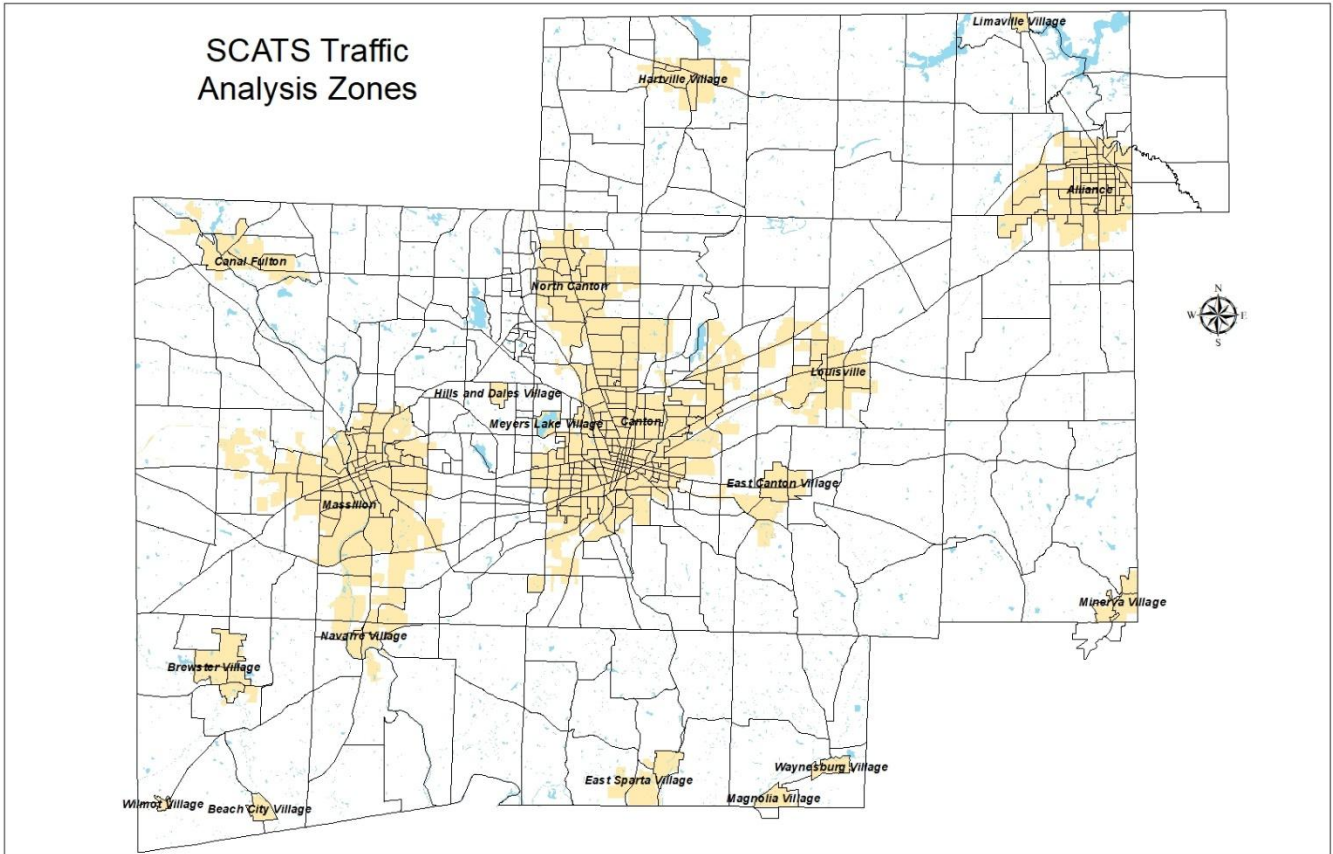 SCATS Traffic
Analysis Zones
Limaville Village
Hartville Village
Alliance
Canal Fulton
North Canton
N
W
E
S
Louisville
Hills and Dales Village
Meyers Lake Village
Canton
East Canton Village
Massillon
Minerva Village
Navarre Village
Brewster Village
Waynesburg Village
East Sparta Village
Magnolia Village
Wilmot Village
Beach City Village